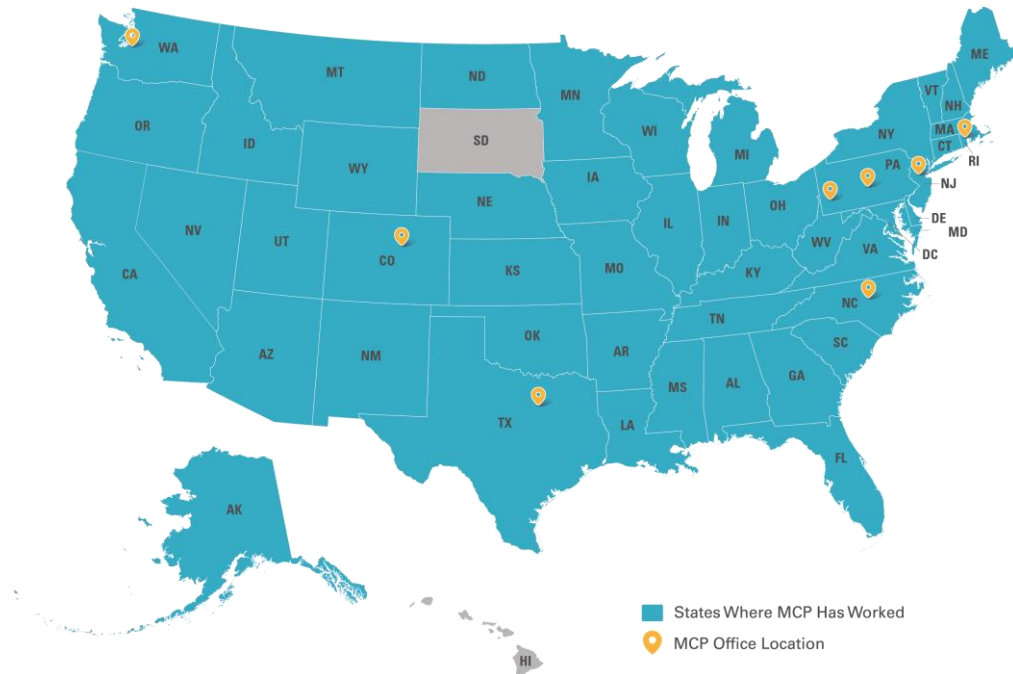 WA
MT
ND
MN
ME
VT
NH
OR
ID
SD
WI
MI
NY
MA
CT
RI
WY
IA
PA
NJ
NE
OH
DE
MD
DC
NV
UT
CO
IL
IN
WV
VA
CA
KS
MO
KY
NC
AZ
NM
OK
AR
TN
SC
TX
MS
AL
GA
LA
FL
AK
HI
States Where MCP Has Worked
MCP Office Location